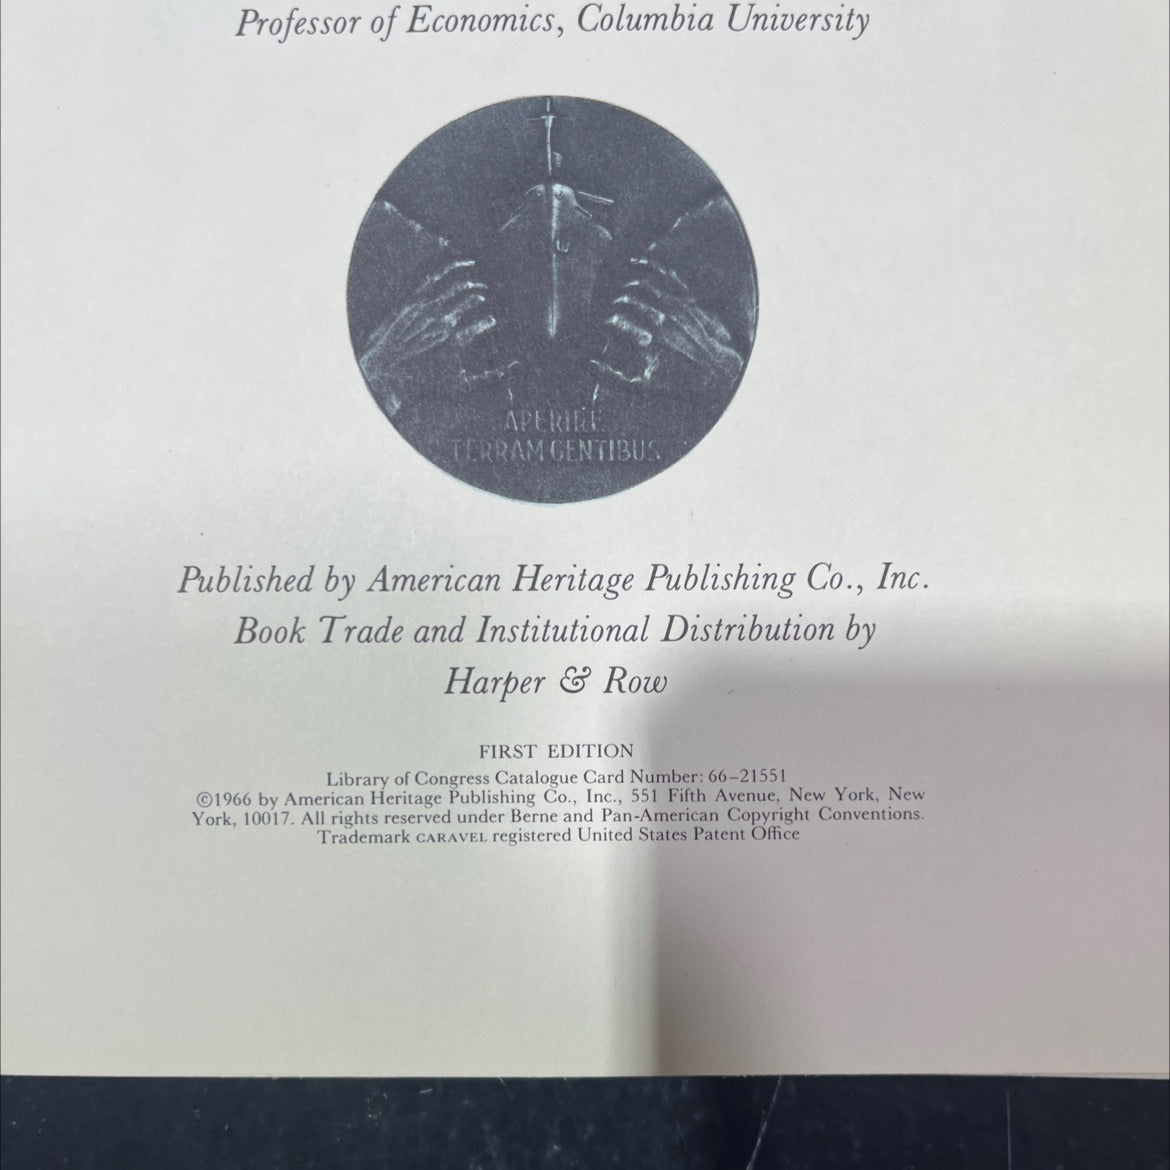 Professor of Economics, Columbia University
APERIRE
TERRAM GENTIBUS
Published by American Heritage Publishing Co., Inc.
Book Trade and Institutional Distribution by
Harper & Row
FIRST EDITION
Library of Congress Catalogue Card Number: 66–21551
©1966 by American Heritage Publishing Co., Inc., 551 Fifth Avenue, New York, New
York, 10017. All rights reserved under Berne and Pan-American Copyright Conventions.
Trademark CARAVEL registered United States Patent Office